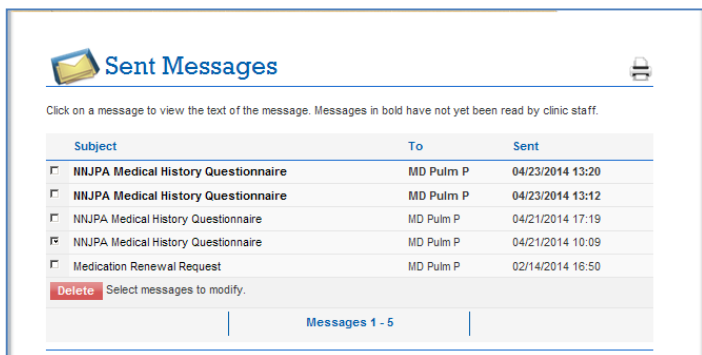 Sent Messages
Click on a message to view the text of the message. Messages in bold have not yet been read by clinic staff.
Subject To Sent
NNJPA Medical History Questionnaire MD Pulm P 04/23/2014 13:20
NNJPA Medical History Questionnaire MD Pulm P 04/23/2014 13:12
NNJPA Medical History Questionnaire MD Pulm P 04/21/2014 17:19
NNJPA Medical History Questionnaire MD Pulm P 04/21/2014 10:09
Medication Renewal Request MD Pulm P 02/14/2014 16:50
Delete Select messages to modify.
Messages 1 - 5